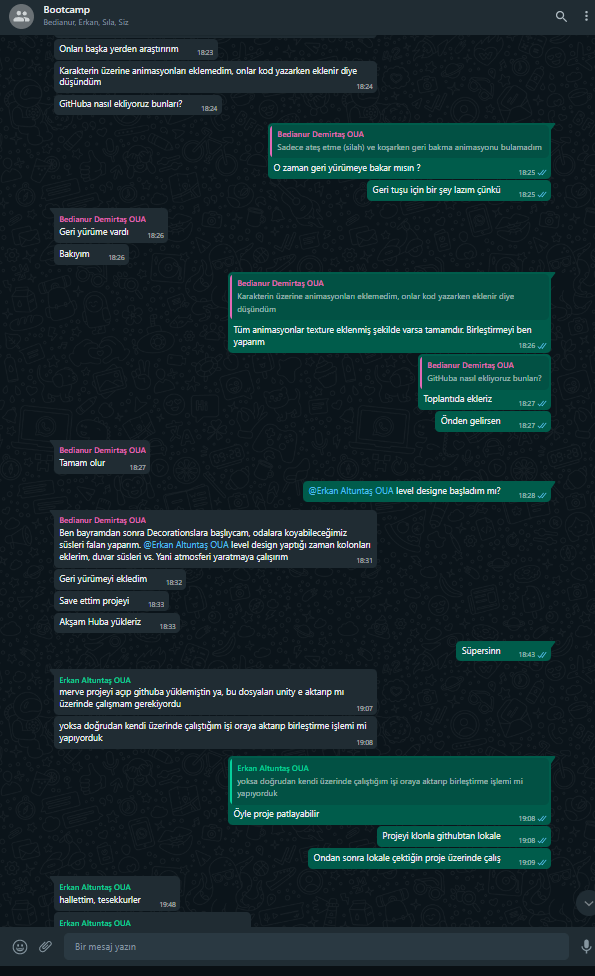 Bootcamp
Bedianur, Erkan, Sıla, Siz
Onları başka yerden araştırırım
18:23
Karakterin üzerine animasyonları eklemedim, onlar kod yazarken eklenir diye
düşündüm
18:24
GitHuba nasıl ekliyoruz bunları?
18:24
Bedianur Demirtaş OUA
Sadece ateş etme (silah) ve koşarken geri bakma animasyonu bulamadım
O zaman geri yürümeye bakar mısın ?
18:25
Geri tuşu için bir şey lazım çünkü
18:25
Bedianur Demirtaş OUA
Geri yürüme vardı
18:26
Bakıyım
18:26
Bedianur Demirtaş OUA
Karakterin üzerine animasyonları eklemedim, onlar kod yazarken eklenir diye
düşündüm
Tüm animasyonlar texture eklenmiş şekilde varsa tamamdır. Birleştirmeyi ben
yaparım
18:26
Bedianur Demirtaş OUA
GitHuba nasıl ekliyoruz bunları?
Toplantıda ekleriz
18:27
Önden gelirsen
18:27
Bedianur Demirtaş OUA
Tamam olur
18:27
@Erkan Altuntaş OUA level designe başladım mı?
18:28
Bedianur Demirtaş OUA
Ben bayramdan sonra Decorationslara başlıycam, odalara koyabileceğimiz
süsleri falan yaparım. @Erkan Altuntaş OUA level design yaptığı zaman kolonları
eklerim, duvar süsleri vs. Yani atmosferi yaratmaya çalışırım
18:31
Geri yürümeyi ekledim
18:32
Save ettim projeyi
18:33
Akşam Huba yükleriz
18:33
Süpersinn
18:43
Erkan Altuntaş OUA
merve projeyi açıp githuba yüklemiştin ya, bu dosyaları unity e aktarıp mı
üzerinde çalışmam gerekiyordu
19:07
yoksa doğrudan kendi üzerinde çalıştığım işi oraya aktarıp birleştirme işlemi mi
yapıyorduk
19:08
Erkan Altuntaş OUA
yoksa doğrudan kendi üzerinde çalıştığım işi oraya aktarıp birleştirme işlemi mi
yapıyorduk
Öyle proje patlayabilir
19:08
Projeyi klonla githubtan lokale
19:08
Ondan sonra lokale çektiğin proje üzerinde çalış
19:09
Erkan Altuntaş OUA
hallettim, tesekkurler
19:48
Erkan Altuntaş OUA
Bir mesaj yazın